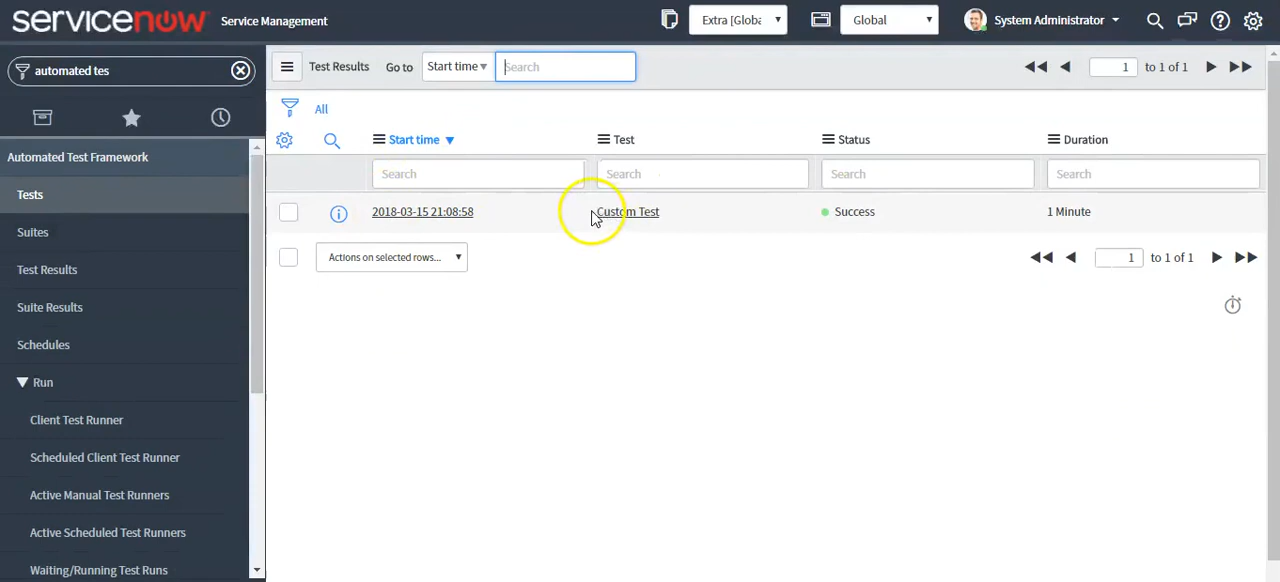 servicenow Service Management Extra [Globa Global System Administrator
automated tes
Test Results Go to Start time Search 1 to 1 of 1
All
Start time Test Status Duration
Search Search Search Search
2018-03-15 21:08:58 Custom Test Success 1 Minute
Actions on selected rows... 1 to 1 of 1
Automated Test Framework
Tests
Suites
Test Results
Suite Results
Schedules
Run
Client Test Runner
Scheduled Client Test Runner
Active Manual Test Runners
Active Scheduled Test Runners
Waiting/Running Test Runs